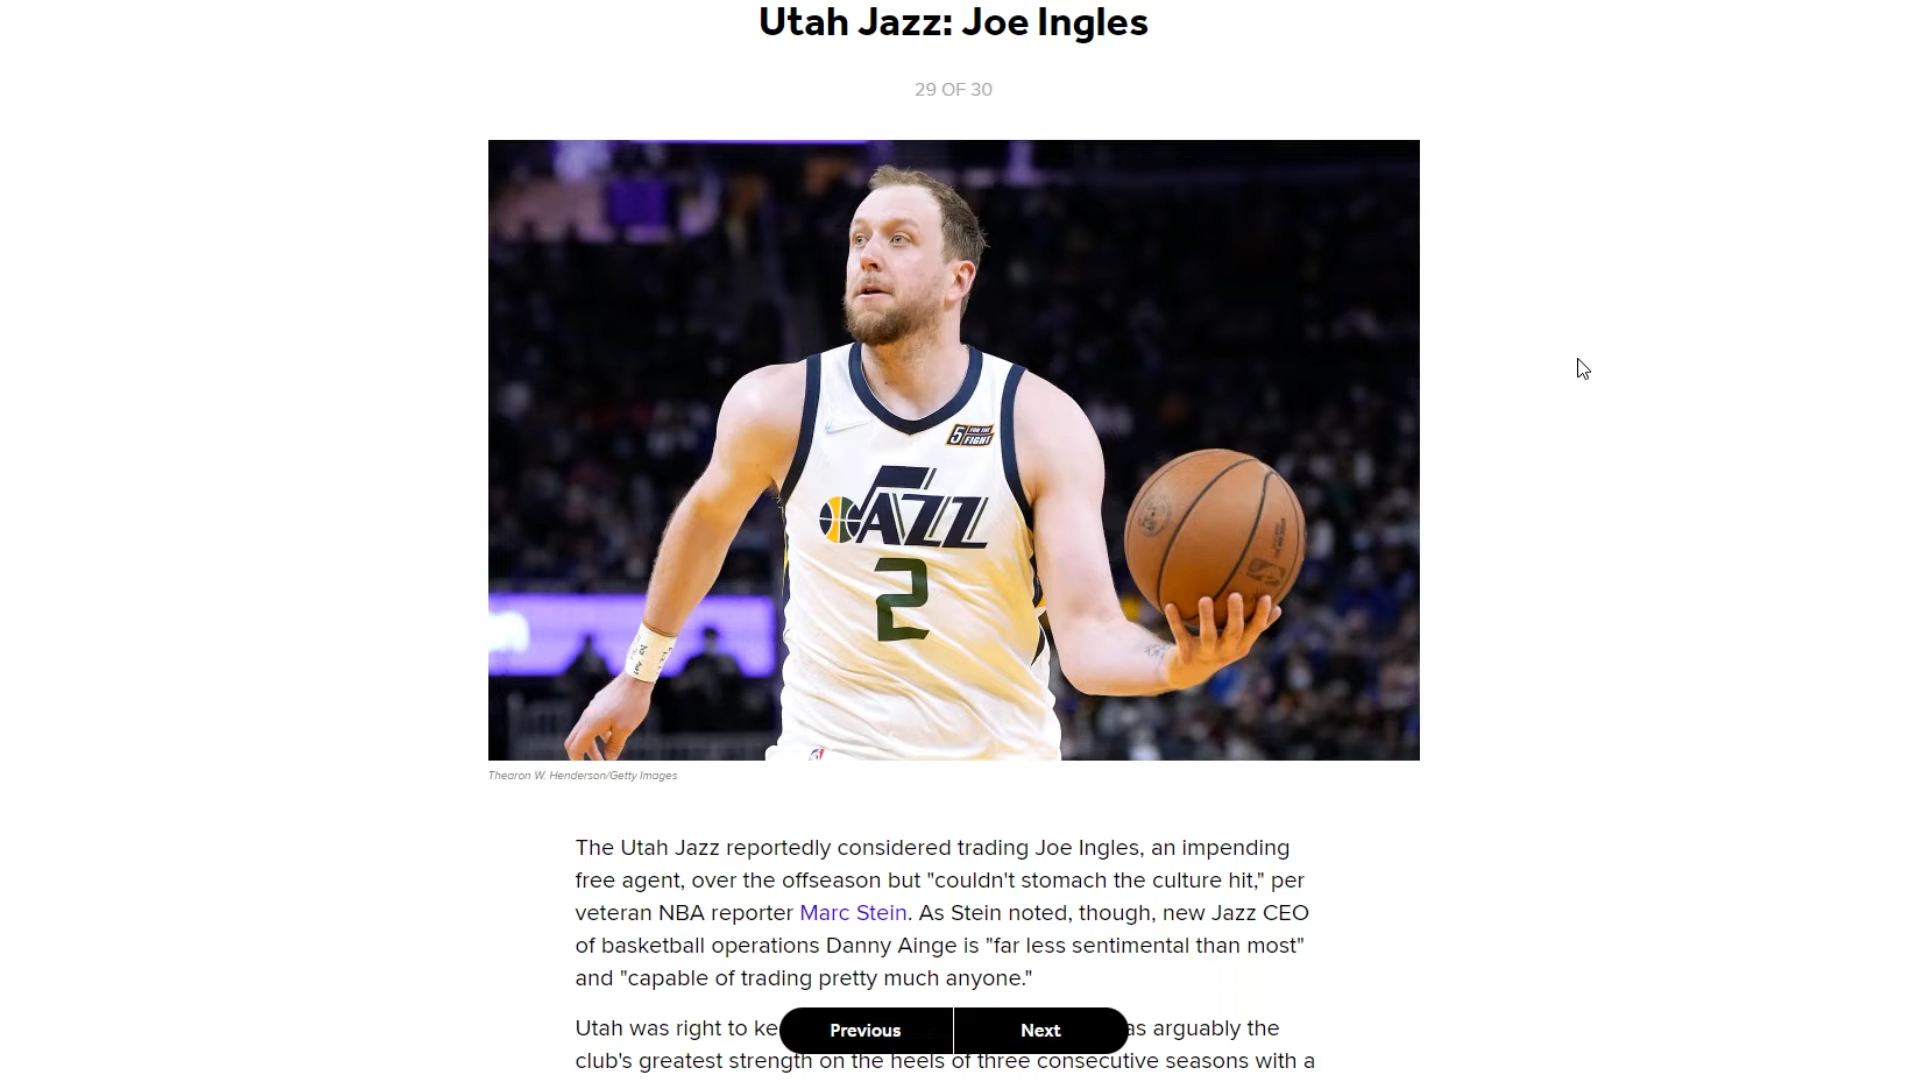 Utah Jazz: Joe Ingles
29 OF 30
5 FOR THE
FIGHT
JAZZ
2
Thearon W. Henderson/Getty Images
The Utah Jazz reportedly considered trading Joe Ingles, an impending
free agent, over the offseason but "couldn't stomach the culture hit," per
veteran NBA reporter Marc Stein. As Stein noted, though, new Jazz CEO
of basketball operations Danny Ainge is "far less sentimental than most"
and "capable of trading pretty much anyone."
Utah was right to ke Previous Next as arguably the
club's greatest strength on the heels of three consecutive seasons with a